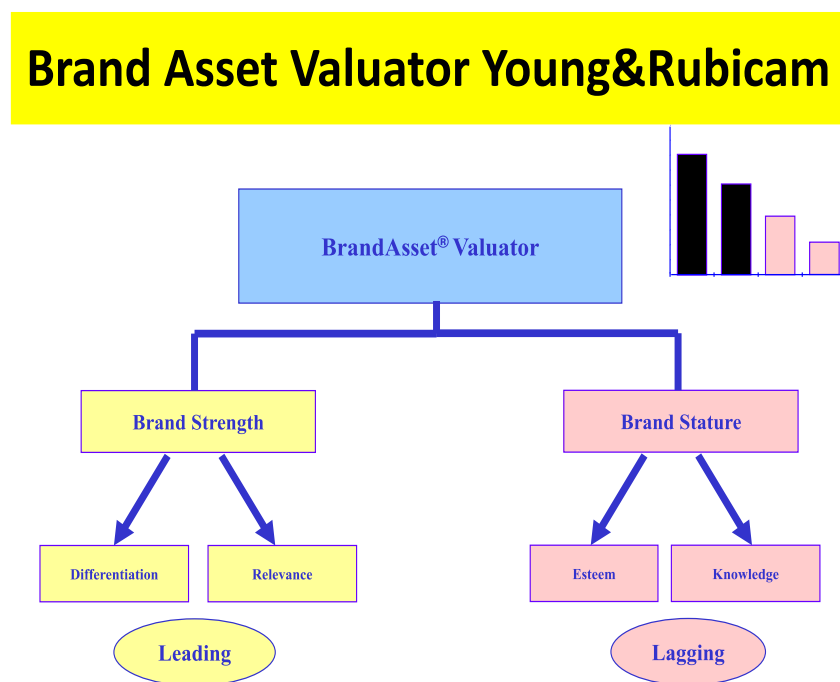 Brand Asset Valuator Young&Rubicam
BrandAsset® Valuator
Brand Strength
Brand Stature
Differentiation
Relevance
Esteem
Knowledge
Leading
Lagging